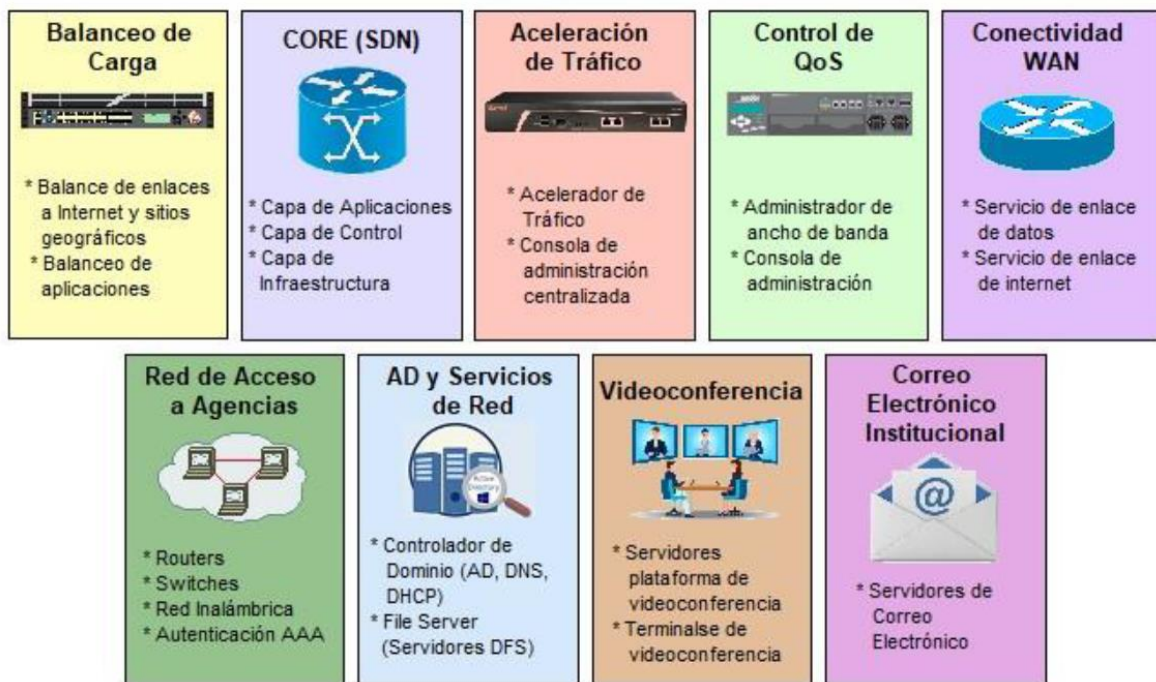 Balanceo de
Carga
* Balance de enlaces
a Internet y sitios
geográficos
* Balanceo de
aplicaciones
CORE (SDN)
* Capa de Aplicaciones
* Capa de Control
* Capa de
Infraestructura
Aceleración
de Tráfico
* Acelerador de
Tráfico
* Consola de
administración
centralizada
Control de
QoS
* Administrador de
ancho de banda
* Consola de
administración
Conectividad
WAN
* Servicio de enlace
de datos
* Servicio de enlace
de internet
Red de Acceso
a Agencias
* Routers
* Switches
* Red Inalámbrica
* Autenticación AAA
AD y Servicios
de Red
Active
Directory
* Controlador de
Dominio (AD, DNS,
DHCP)
* File Server
(Servidores DFS)
Videoconferencia
* Servidores
plataforma de
videoconferencia
* Terminalse de
videoconferencia
Correo
Electrónico
Institucional
@
* Servidores de
Correo
Electrónico